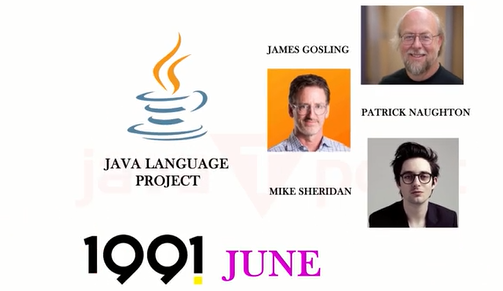 JAMES GOSLING
PATRICK NAUGHTON
JAVA LANGUAGE
PROJECT
MIKE SHERIDAN
1991 JUNE